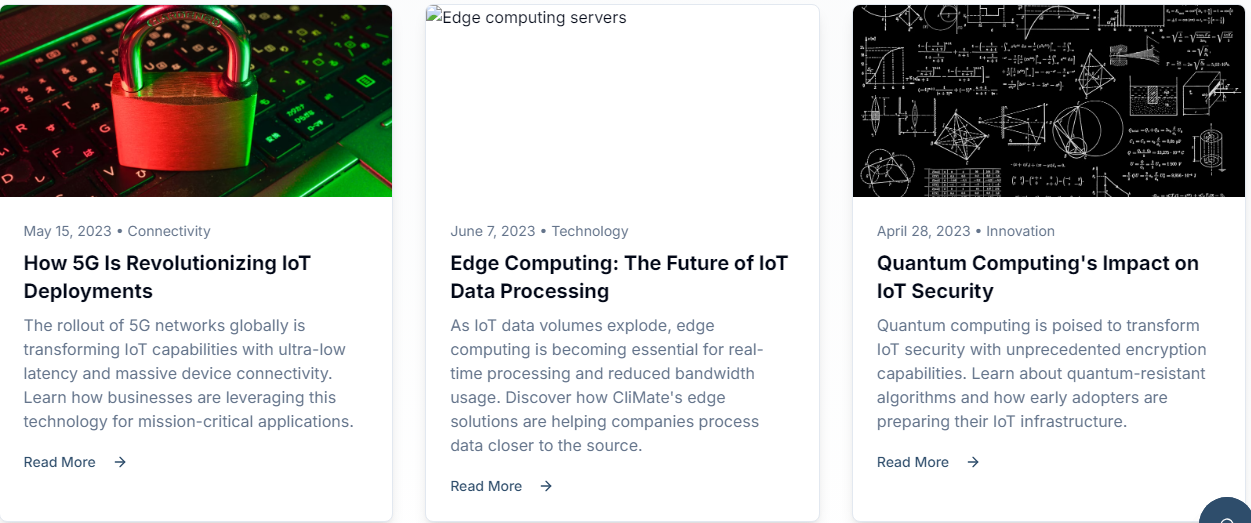 Edge computing servers
May 15, 2023 • Connectivity
How 5G Is Revolutionizing IoT
Deployments
The rollout of 5G networks globally is
transforming IoT capabilities with ultra-low
latency and massive device connectivity.
Learn how businesses are leveraging this
technology for mission-critical applications.
Read More
June 7, 2023 • Technology
Edge Computing: The Future of IoT
Data Processing
As IoT data volumes explode, edge
computing is becoming essential for real-
time processing and reduced bandwidth
usage. Discover how CliMate's edge
solutions are helping companies process
data closer to the source.
Read More
April 28, 2023 • Innovation
Quantum Computing's Impact on
IoT Security
Quantum computing is poised to transform
IoT security with unprecedented encryption
capabilities. Learn about quantum-resistant
algorithms and how early adopters are
preparing their IoT infrastructure.
Read More